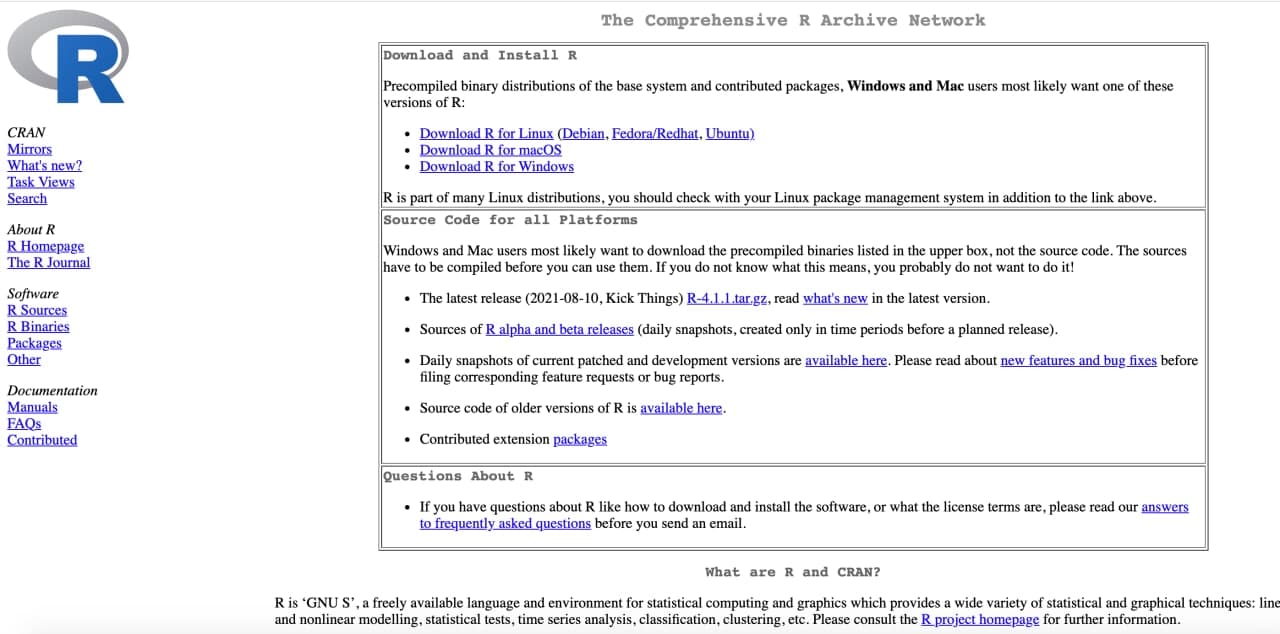 R
CRAN
Mirrors
What's new?
Task Views
Search
About R
R Homepage
The R Journal
Software
R Sources
R Binaries
Packages
Other
Documentation
Manuals
FAQs
Contributed
The Comprehensive R Archive Network
Download and Install R
Precompiled binary distributions of the base system and contributed packages, Windows and Mac users most likely want one of these
versions of R:
• Download R for Linux (Debian, Fedora/Redhat, Ubuntu)
• Download R for macOS
• Download R for Windows
R is part of many Linux distributions, you should check with your Linux package management system in addition to the link above.
Source Code for all Platforms
Windows and Mac users most likely want to download the precompiled binaries listed in the upper box, not the source code. The sources
have to be compiled before you can use them. If you do not know what this means, you probably do not want to do it!
• The latest release (2021-08-10, Kick Things) R-4.1.1.tar.gz, read what's new in the latest version.
• Sources of R alpha and beta releases (daily snapshots, created only in time periods before a planned release).
• Daily snapshots of current patched and development versions are available here. Please read about new features and bug fixes before
filing corresponding feature requests or bug reports.
• Source code of older versions of R is available here.
• Contributed extension packages
Questions About R
• If you have questions about R like how to download and install the software, or what the license terms are, please read our answers
to frequently asked questions before you send an email.
What are R and CRAN?
R is ‘GNU S’, a freely available language and environment for statistical computing and graphics which provides a wide variety of statistical and graphical techniques: line
and nonlinear modelling, statistical tests, time series analysis, classification, clustering, etc. Please consult the R project homepage for further information.